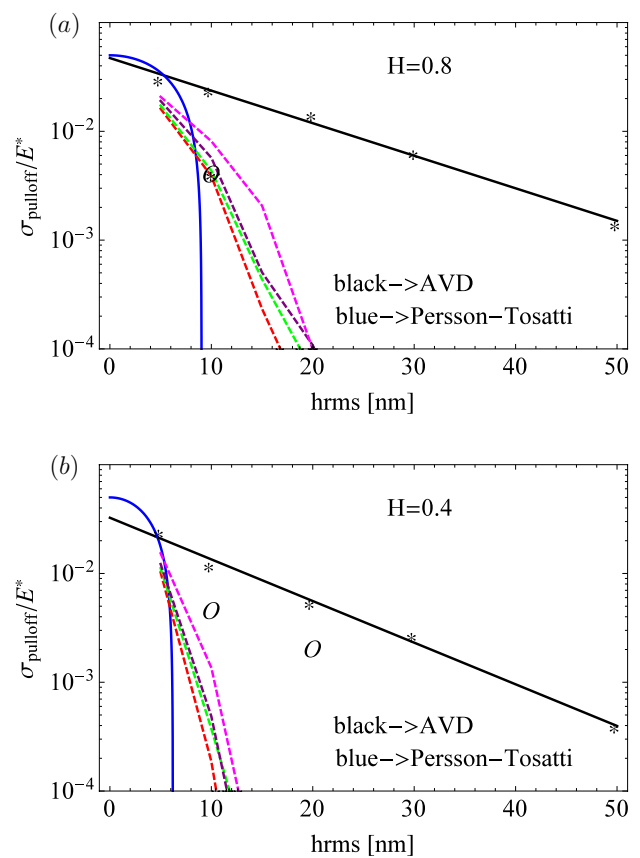 (a)
H=0.8
10⁻²
10⁻³
10⁻⁴
σpulloff/E*
* * * * *
O O *
black->AVD
blue->Persson-Tosatti
0 10 20 30 40 50
hrms [nm]
(b)
H=0.4
10⁻²
10⁻³
10⁻⁴
σpulloff/E*
* * * * *
O
O
black->AVD
blue->Persson-Tosatti
0 10 20 30 40 50
hrms [nm]